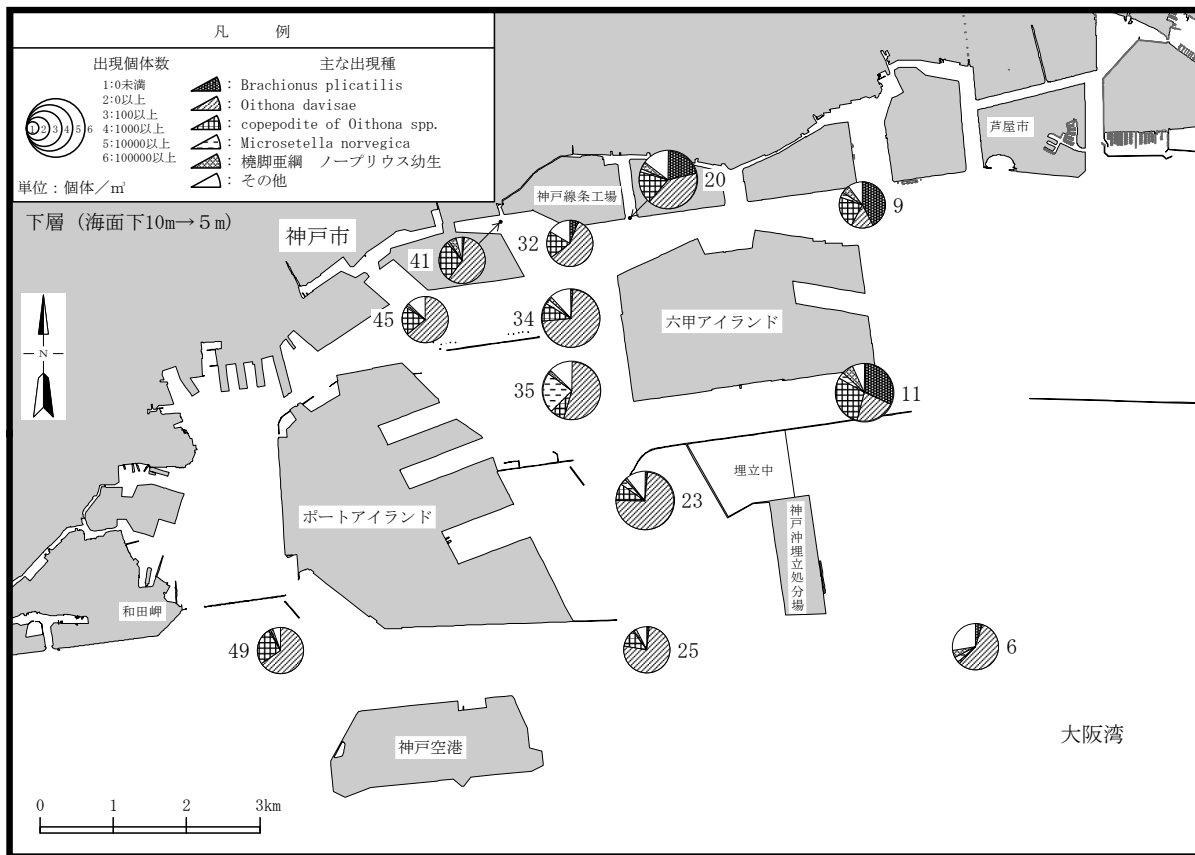 凡 例
出現個体数
1:0未満
2:0以上
3:100以上
4:1000以上
5:10000以上
6:100000以上
1 2 3 4 5 6
単位：個体／㎥
主な出現種
： Brachionus plicatilis
： Oithona davisae
： copepodite of Oithona spp.
： Microsetella norvegica
： 橈脚亜綱 ノープリウス幼生
： その他
下層（海面下10m→５m）
芦屋市
神戸線条工場
20
9
神戸市
32
41
45
34
六甲アイランド
N
35
11
埋立中
23
ポートアイランド
神戸沖埋立処分場
和田岬
49
25
6
大阪湾
神戸空港
0 1 2 3km